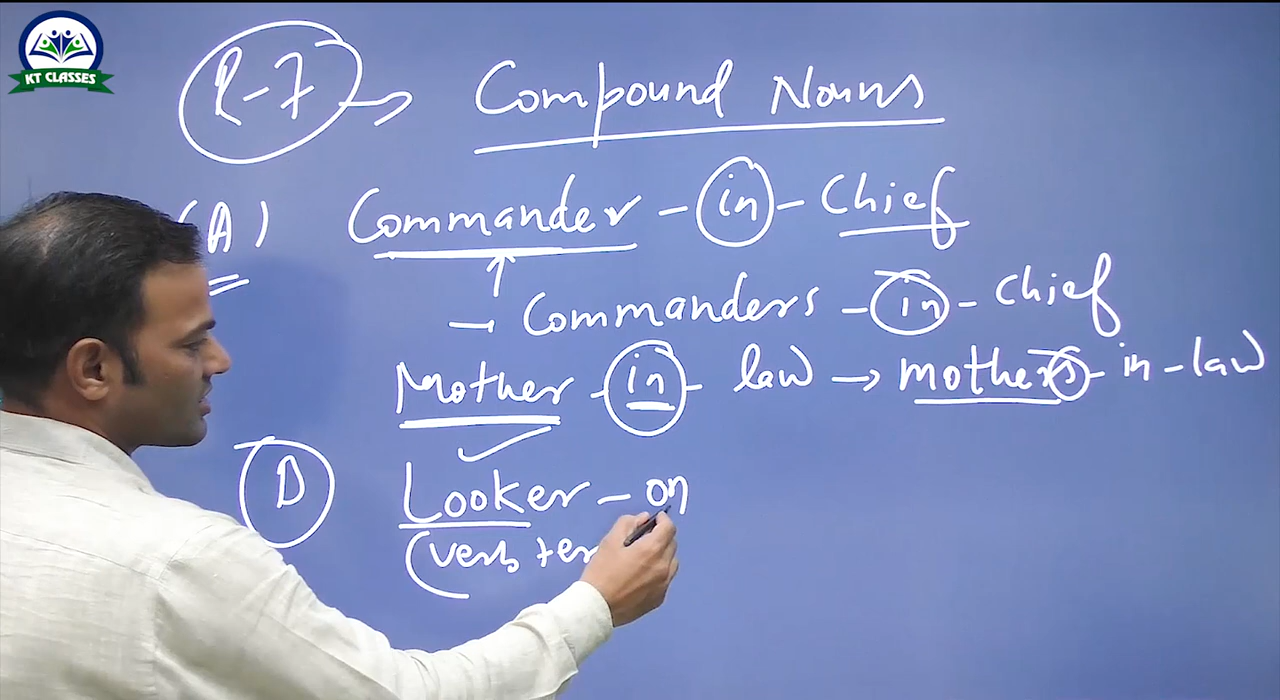 KT CLASSES
R-7 → Compound Nouns
(A) Commander - in - Chief
→ Commanders - in - Chief
Mother - in - law → mothers - in - law
B Looker - on
(Verb + er